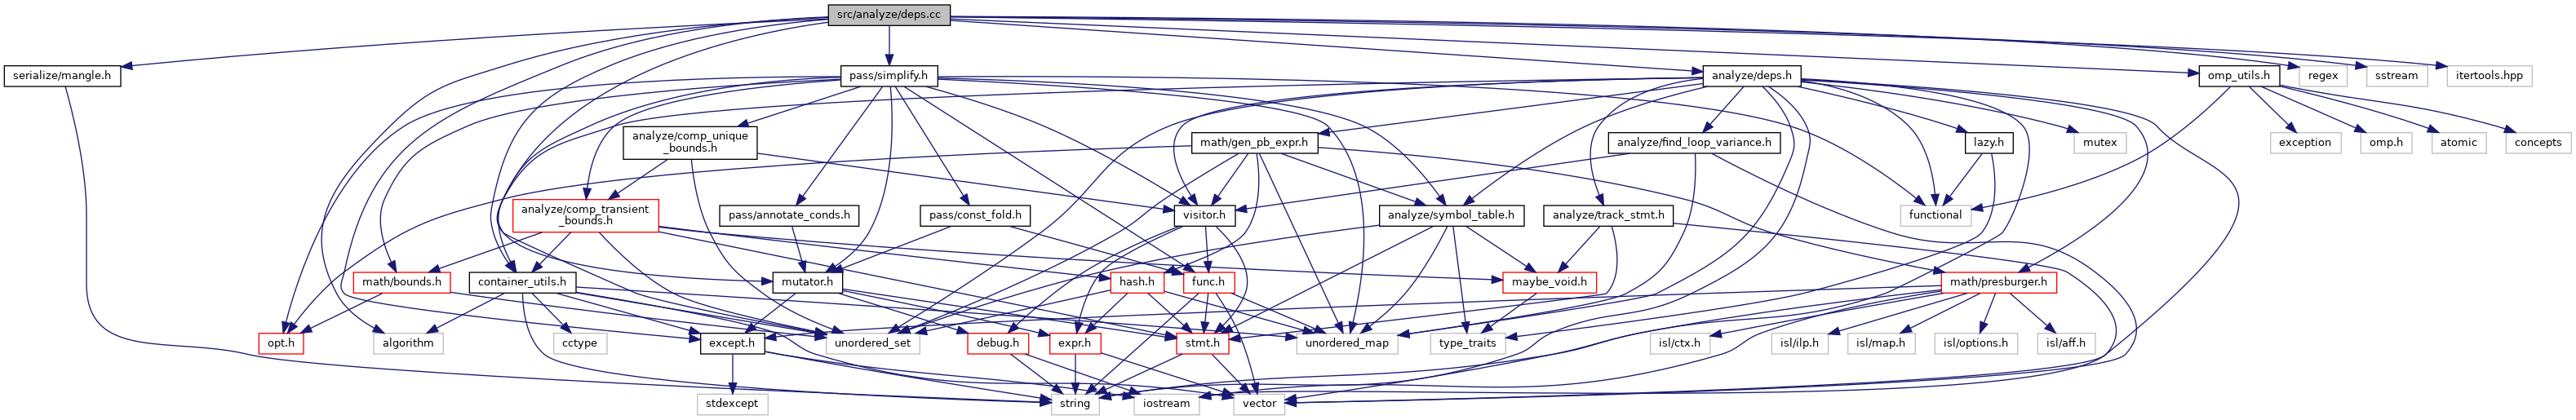 src/analyze/deps.cc
serialize/mangle.h
pass/simplify.h
analyze/deps.h
omp_utils.h
regex
sstream
itertools.hpp
analyze/comp_unique
_bounds.h
math/gen_pb_expr.h
analyze/find_loop_variance.h
lazy.h
mutex
exception
omp.h
atomic
concepts
analyze/comp_transient
_bounds.h
pass/annotate_conds.h
pass/const_fold.h
visitor.h
analyze/symbol_table.h
analyze/track_stmt.h
functional
math/bounds.h
container_utils.h
mutator.h
hash.h
func.h
maybe_void.h
math/presburger.h
opt.h
algorithm
cctype
except.h
unordered_set
debug.h
expr.h
stmt.h
unordered_map
type_traits
isl/ctx.h
isl/ilp.h
isl/map.h
isl/options.h
isl/aff.h
stdexcept
string
iostream
vector